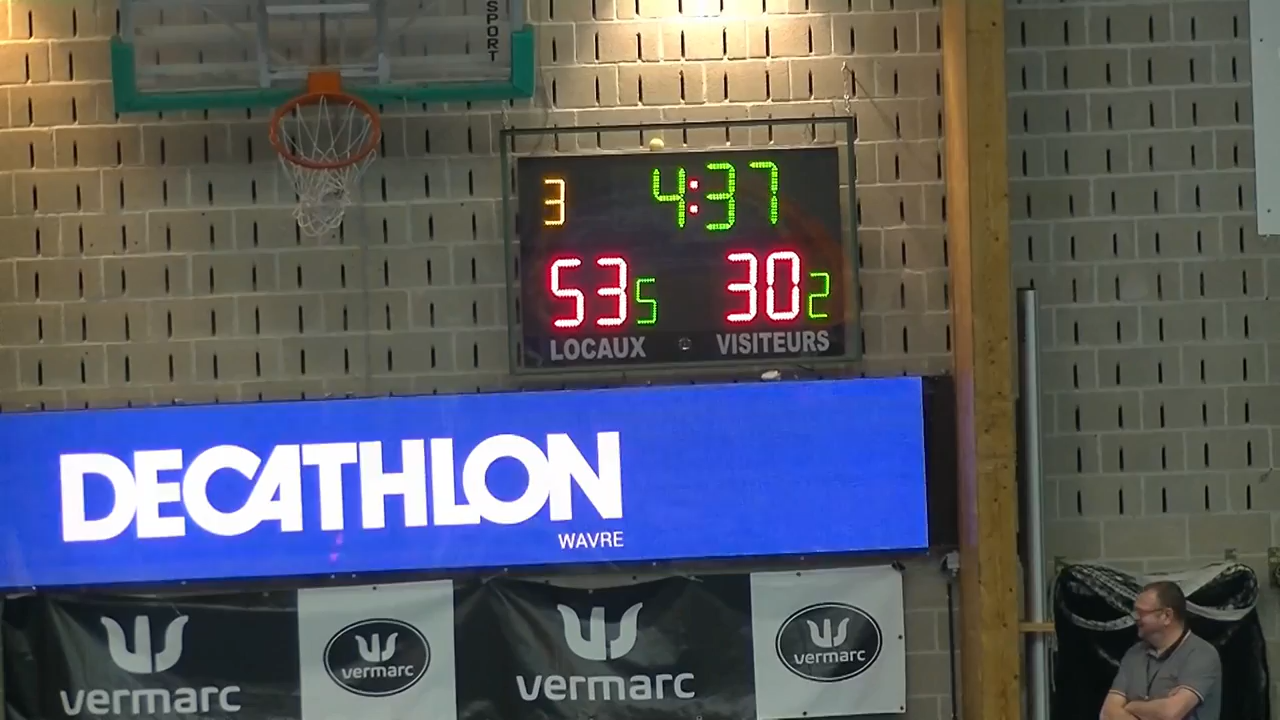 SPORT
3 4:37
53 5 30 2
LOCAUX VISITEURS
DECATHLON
WAVRE
vermarc
vermarc
vermarc
vermarc